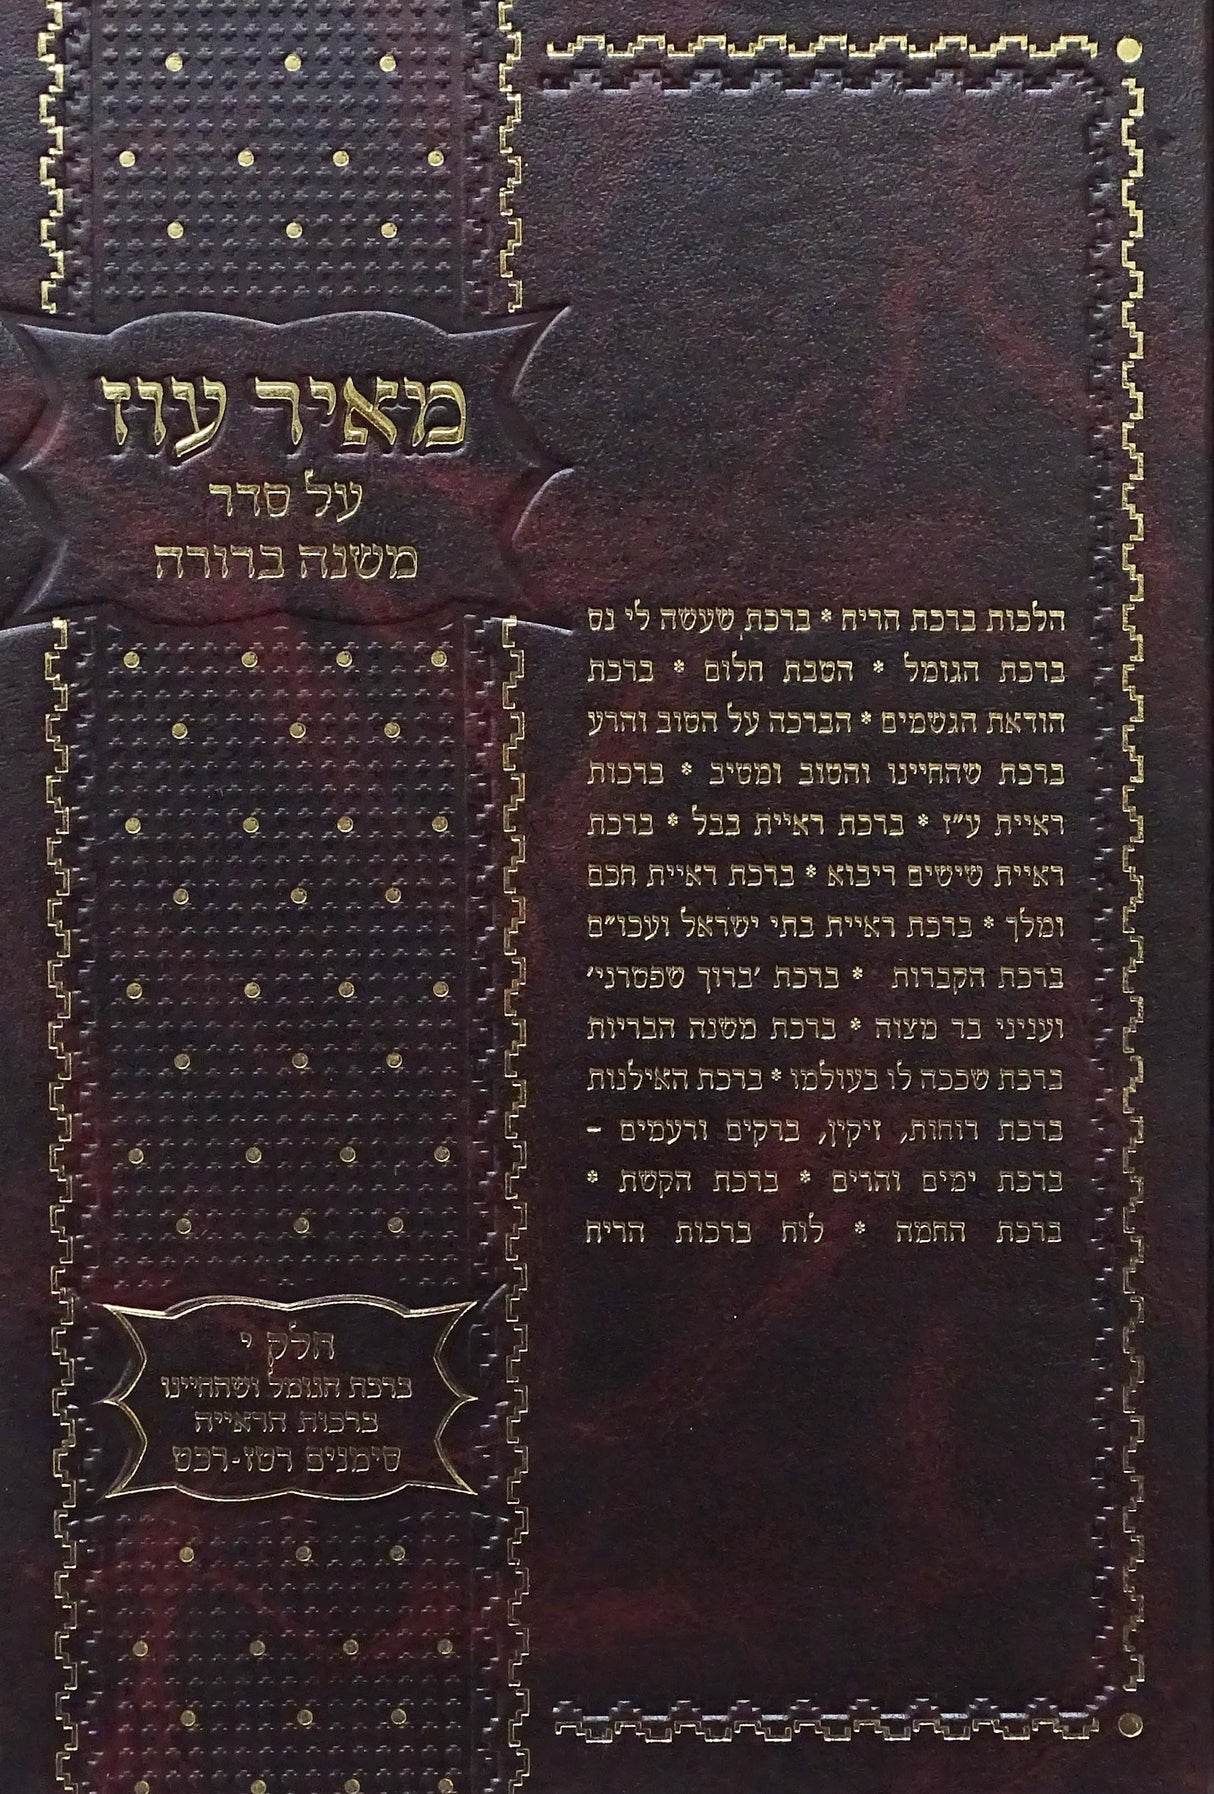 מאיר עוז
על סדר
משנה ברורה
הלכות ברכת הריח * ברכת שעשה לי נס
ברכת הגומל * הטבת חלום * ברכת
הודאת הגשמים * הברכה על הטוב והרע
ברכת שהחיינו והטוב ומטיב * ברכות
ראיית ע״ז * ברכת ראיית בבל * ברכת
ראיית שישים ריבוא * ברכת ראיית חכם
ומלך * ברכת ראיית בתי ישראל ועכו״ם
ברכת הקברות * ברכת ׳ברוך שפטרני׳
ועניני בר מצוה * ברכת משנה הבריות
ברכת שככה לו בעולמו * ברכת האילנות
ברכת רוחות, זיקין, ברקים ורעמים -
ברכת ימים והרים * ברכת הקשת *
ברכת החמה * לוח ברכות הריח
חלק י
ברכת הגומל ושהחיינו
ברכות הראייה
סימנים רטז-רכט